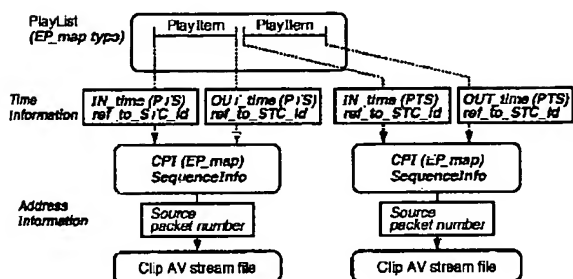 PlayList
(EP_map type)
PlayItem PlayItem
Time
Information
IN_time (PTS)
ref_to_STC_id
OUT_time (PTS)
ref_to_STC_id
IN_time (PTS)
ref_to_STC_id
OUT_time (PTS)
ref_to_STC_id
CPI (EP_map)
SequenceInfo
CPI (EP_map)
SequenceInfo
Address
Information
Source
packet number
Source
packet number
Clip AV stream file
Clip AV stream file